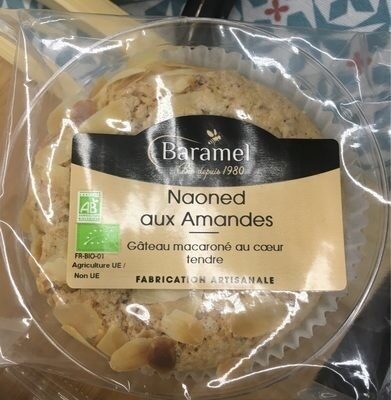 Baramel
Bio depuis 1980
Naoned
aux Amandes
AB
Gâteau macaroné au cœur
tendre
FR-BIO-01
Agriculture UE /
Non UE
FABRICATION ARTISANALE